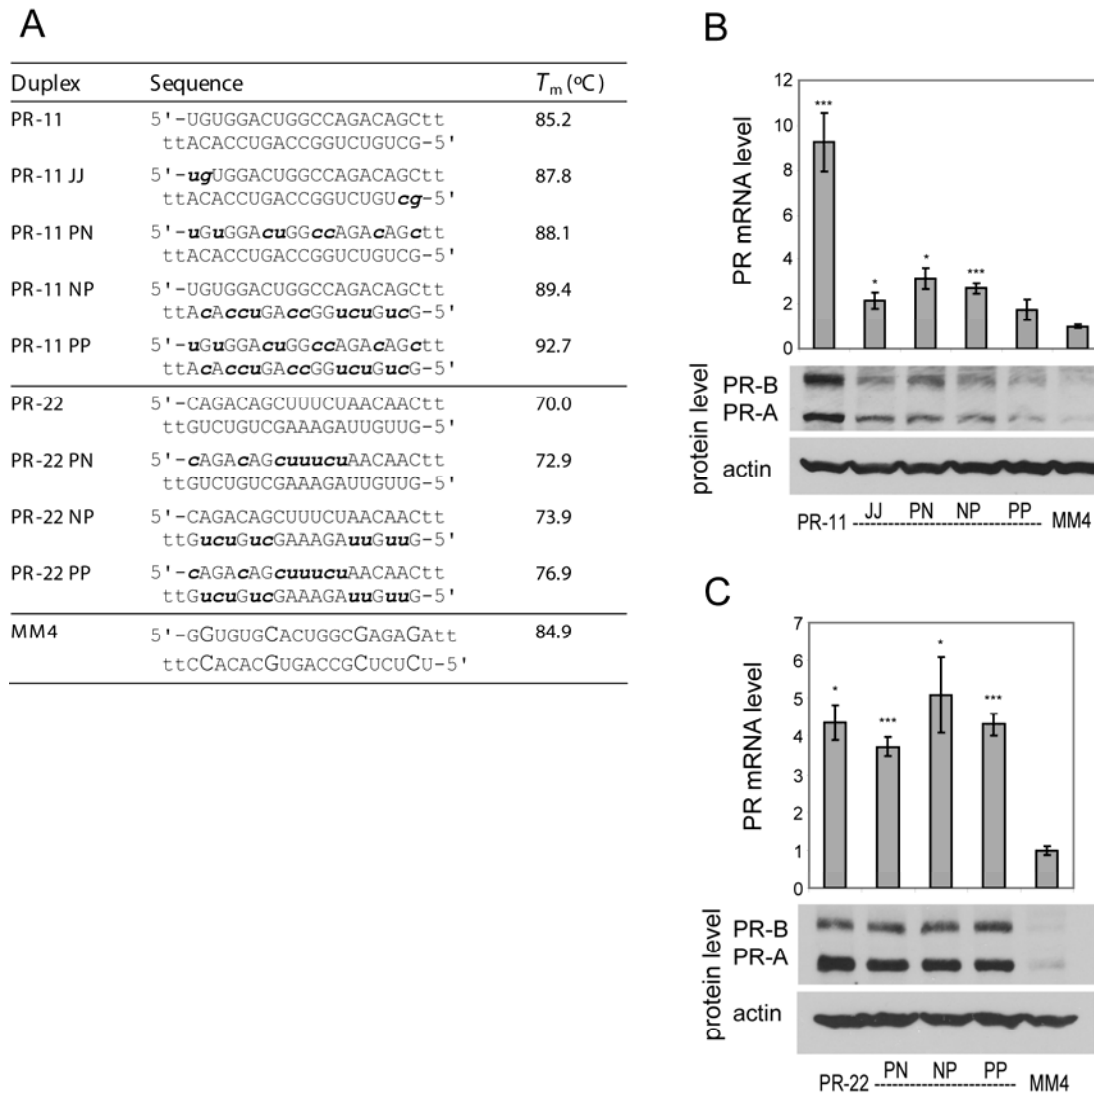 A
Duplex Sequence Tm (ºC)
PR-11 5'-UGUGGACUGGCCAGACAGCtt 85.2
ttACACCUGACCGGUCUGUCG-5'
PR-11 JJ 5'-ugUGGACUGGCCAGACAGCtt 87.8
ttACACCUGACCGGUCUGUcg-5'
PR-11 PN 5'-uGuGGAcuGGccAGAcAGctt 88.1
ttACACCUGACCGGUCUGUCG-5'
PR-11 NP 5'-UGUGGACUGGCCAGACAGCtt 89.4
ttAcAccuGAccGGucuGucG-5'
PR-11 PP 5'-uGuGGAcuGGccAGAcAGctt 92.7
ttAcAccuGAccGGucuGucG-5'
PR-22 5'-CAGACAGCUUUCUAACAACtt 70.0
ttGUCUGUCGAAAGAUUGUUG-5'
PR-22 PN 5'-cAGAcAGcuuucuAACAACtt 72.9
ttGUCUGUCGAAAGAUUGUUG-5'
PR-22 NP 5'-CAGACAGCUUUCUAACAACtt 73.9
ttGucuGucGAAAGAuuGuuG-5'
PR-22 PP 5'-cAGAcAGcuuucuAACAACtt 76.9
ttGucuGucGAAAGAuuGuuG-5'
MM4 5'-GGUGUGCACUGGCGAGAGAtt 84.9
ttCCACACGUGACCGCUCUCU-5'
B
PR mRNA level
12
10
8
6
4
2
0
*** * * ***
protein level
PR-B
PR-A
actin
PR-11 JJ PN NP PP MM4
C
PR mRNA level
7
6
5
4
3
2
1
0
* *** * ***
protein level
PR-B
PR-A
actin
PR-22 PN NP PP MM4